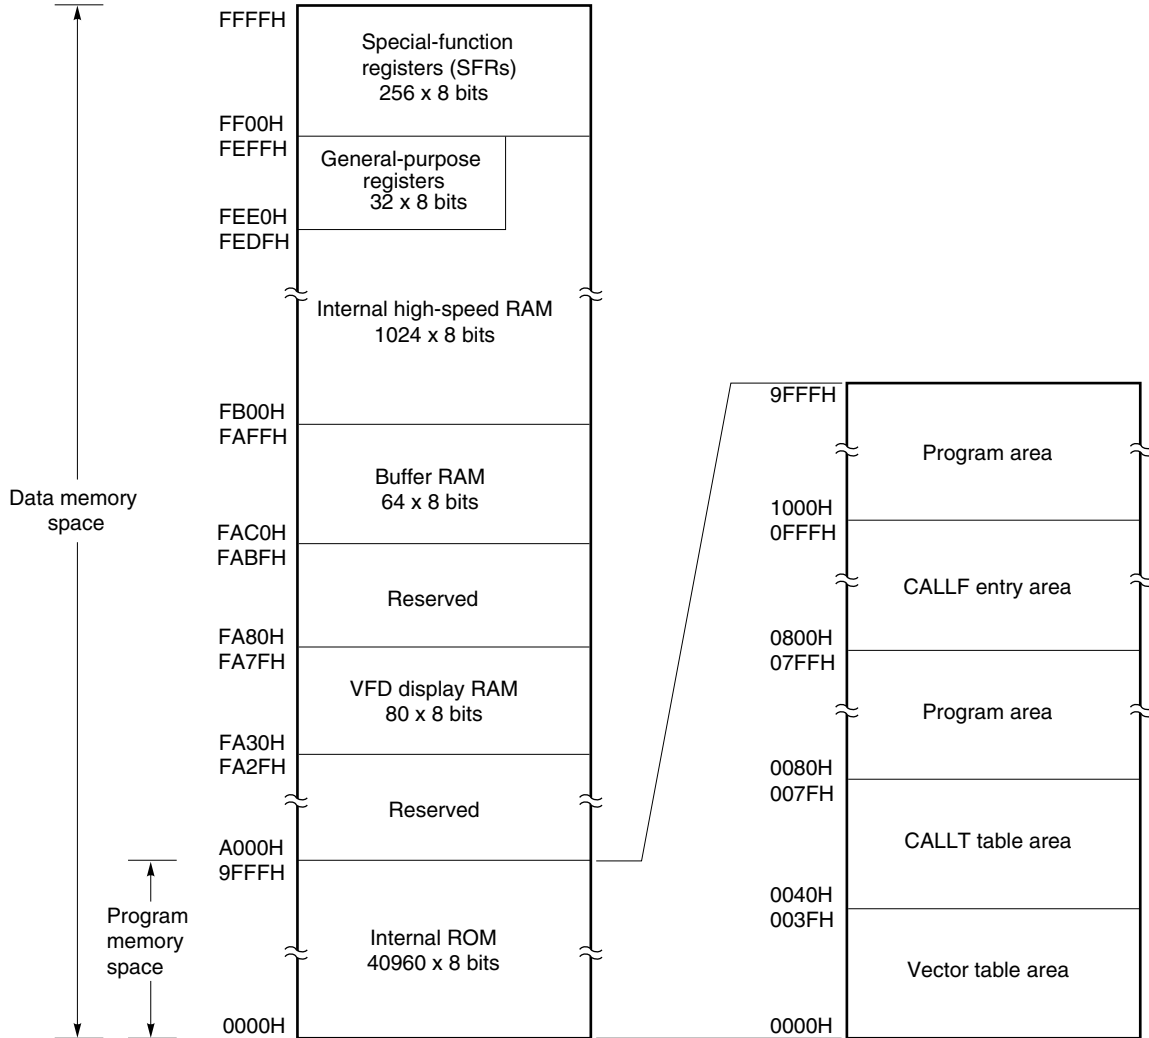 FFFFH
Special-function
registers (SFRs)
256 x 8 bits
FF00H
FEFFH
General-purpose
registers
32 x 8 bits
FEE0H
FEDFH
Internal high-speed RAM
1024 x 8 bits
FB00H
FAFFH
Buffer RAM
64 x 8 bits
Data memory
space
FAC0H
FABFH
Reserved
FA80H
FA7FH
VFD display RAM
80 x 8 bits
FA30H
FA2FH
Reserved
A000H
9FFFH
Program
memory
space
Internal ROM
40960 x 8 bits
0000H
9FFFH
Program area
1000H
0FFFH
CALLF entry area
0800H
07FFH
Program area
0080H
007FH
CALLT table area
0040H
003FH
Vector table area
0000H